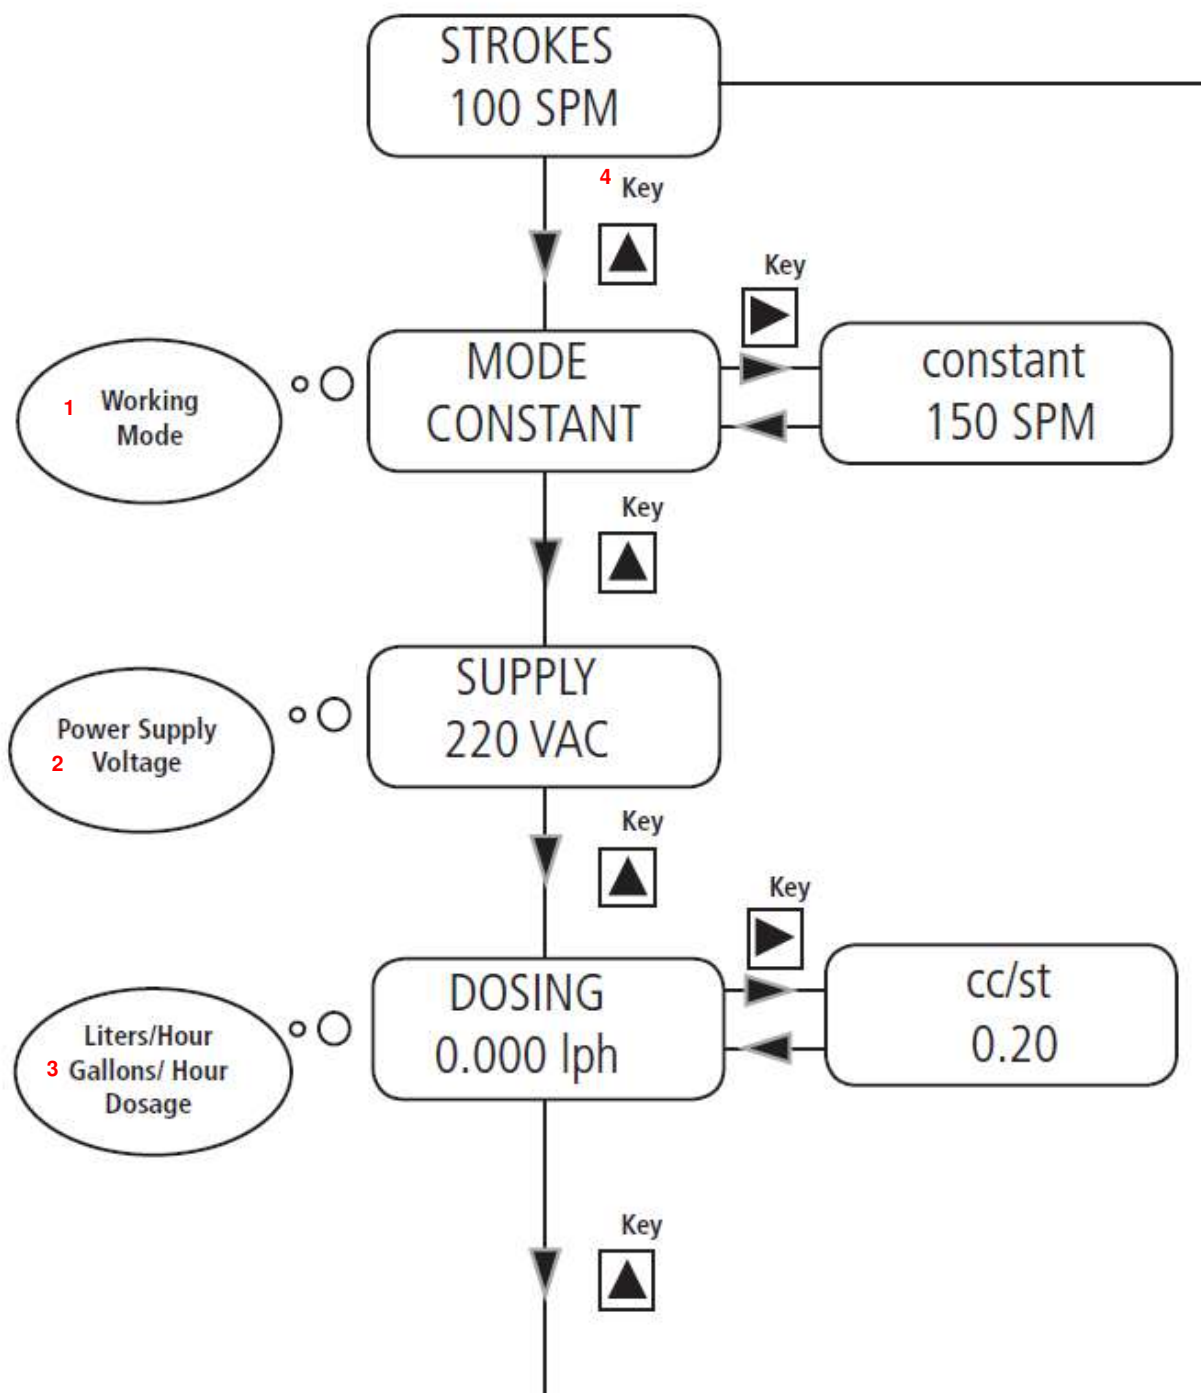 STROKES
100 SPM
4 Key
Key
MODE
CONSTANT
constant
150 SPM
1 Working
Mode
Key
SUPPLY
220 VAC
Power Supply
2 Voltage
Key
Key
DOSING
0.000 lph
cc/st
0.20
Liters/Hour
3 Gallons/ Hour
Dosage
Key